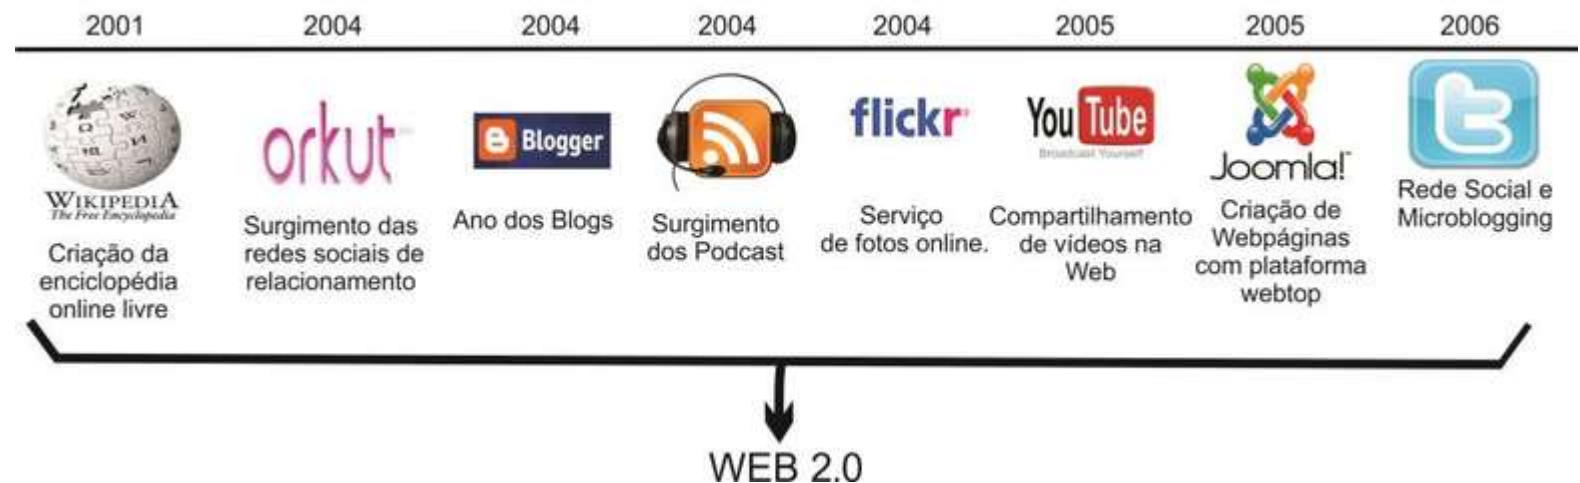 2001
2004
2004
2004
2004
2005
2005
2006
WIKIPEDIA
The Free Encyclopedia
Criação da
enciclopédia
online livre
orkut
Surgimento das
redes sociais de
relacionamento
Blogger
Ano dos Blogs
Surgimento
dos Podcast
flickr
Serviço
de fotos online.
YouTube
Broadcast Yourself
Compartilhamento
de vídeos na
Web
Joomla!
Criação de
Webpáginas
com plataforma
webtop
Rede Social e
Microblogging
WEB 2.0